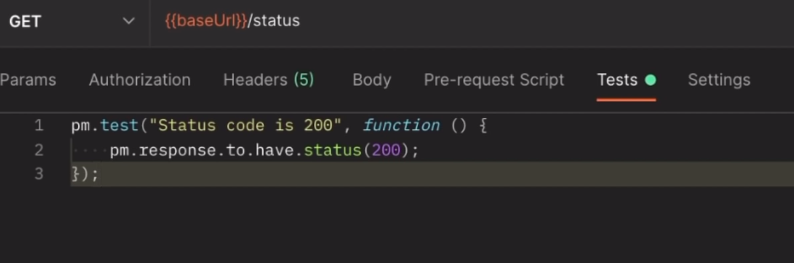 GET {{baseUrl}}/status
Params Authorization Headers (5) Body Pre-request Script Tests Settings
1 pm.test("Status code is 200", function () {
2 pm.response.to.have.status(200);
3 });